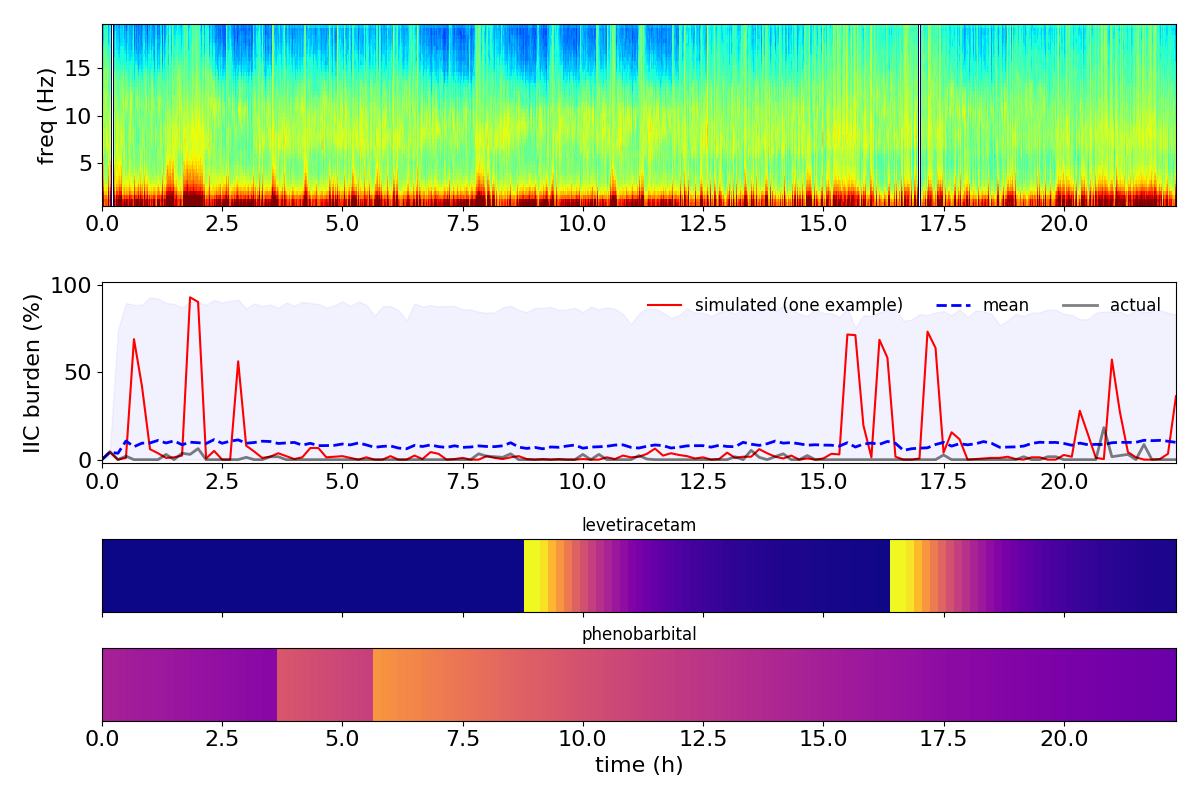 15
10
5
freq (Hz)
0.0 2.5 5.0 7.5 10.0 12.5 15.0 17.5 20.0
100
50
0
IIC burden (%)
simulated (one example) mean actual
0.0 2.5 5.0 7.5 10.0 12.5 15.0 17.5 20.0
levetiracetam
phenobarbital
0.0 2.5 5.0 7.5 10.0 12.5 15.0 17.5 20.0
time (h)